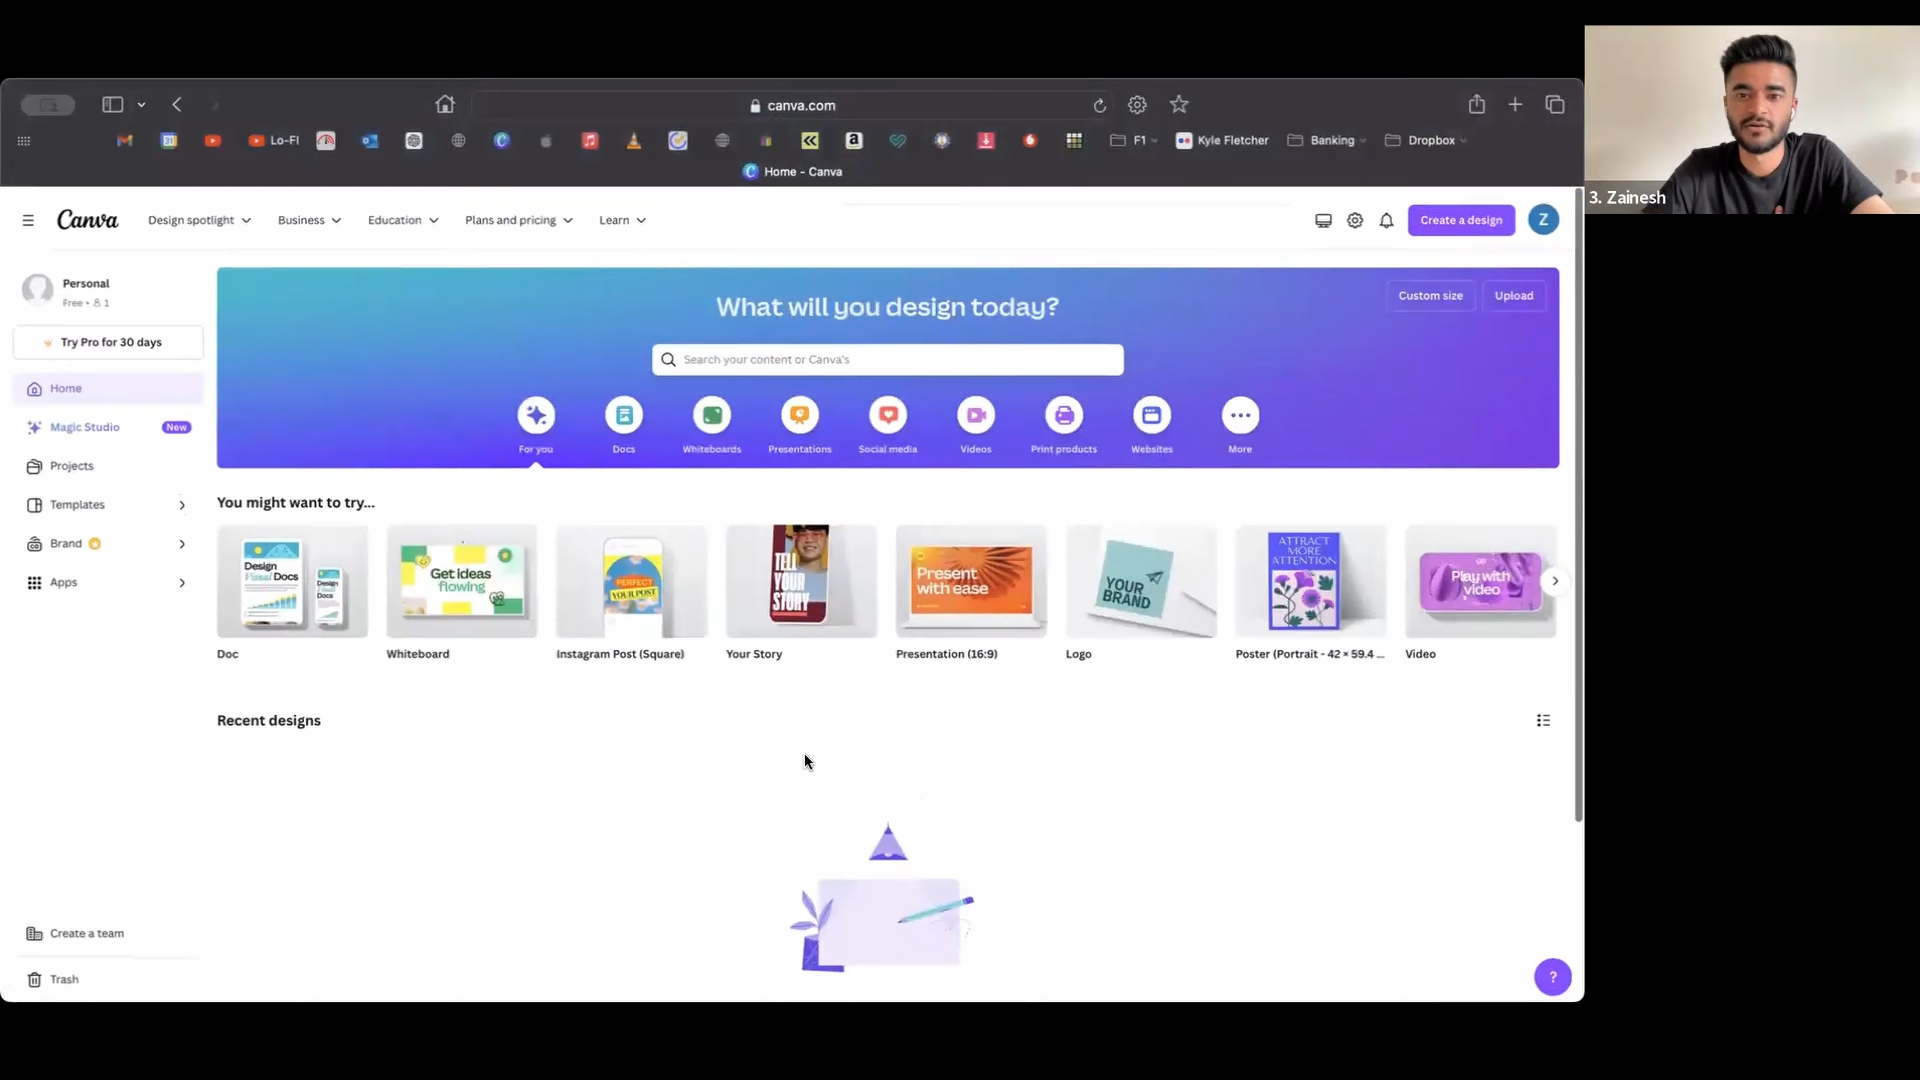 canva.com
Lo-FI
F1
Kyle Fletcher
Banking
Dropbox
Home - Canva
3. Zainesh
Canva
Design spotlight
Business
Education
Plans and pricing
Learn
Create a design
Z
Personal
Free • 1
Try Pro for 30 days
Home
Magic Studio
New
Projects
Templates
Brand
Apps
Create a team
Trash
What will you design today?
Custom size
Upload
Search your content or Canva's
For you
Docs
Whiteboards
Presentations
Social media
Videos
Print products
Websites
More
You might want to try...
Design
Visual Docs
Get ideas
flowing
PERFECT
YOUR POST
TELL
YOUR
STORY
Present
with ease
YOUR
BRAND
ATTRACT
MORE
ATTENTION
Play with
video
Doc
Whiteboard
Instagram Post (Square)
Your Story
Presentation (16:9)
Logo
Poster (Portrait - 42 × 59.4 ...
Video
Recent designs
?